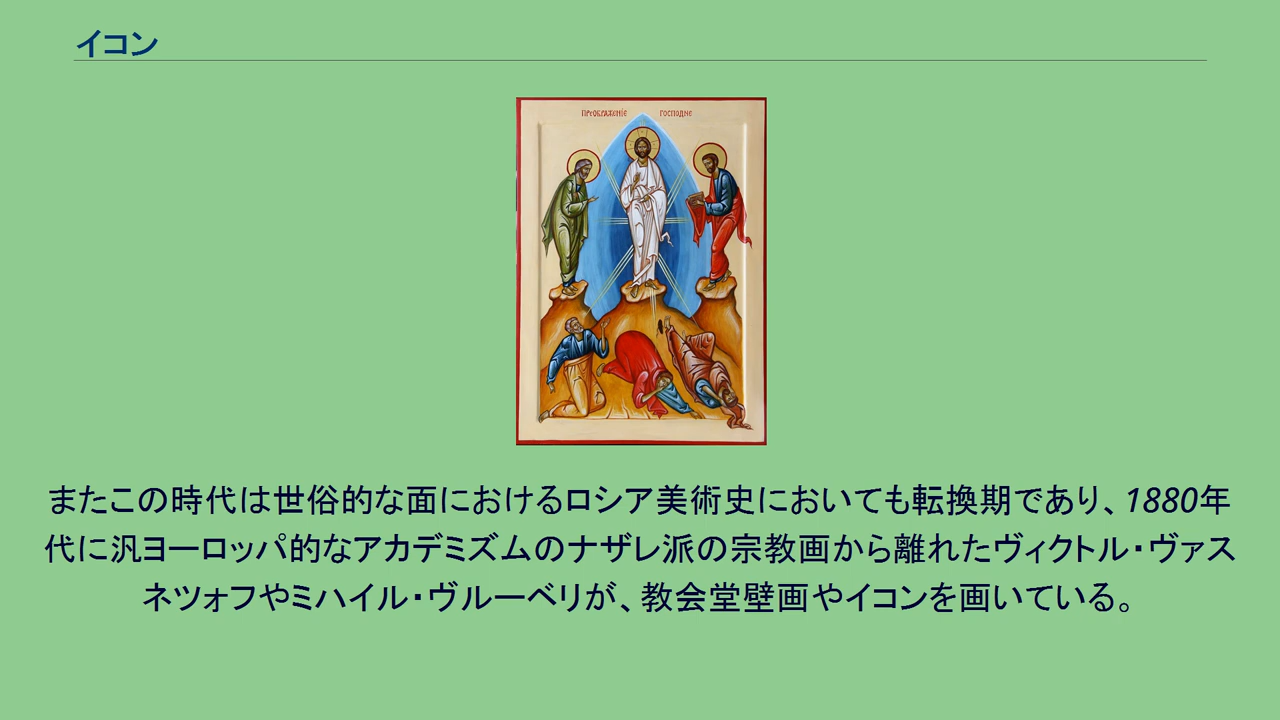 イコン
ПРЕОБРАЖЕНІЕ ГОСПОДНЕ
またこの時代は世俗的な面におけるロシア美術史においても転換期であり、1880年
代に汎ヨーロッパ的なアカデミズムのナザレ派の宗教画から離れたヴィクトル・ヴァス
ネツォフやミハイル・ヴルーベリが、教会堂壁画やイコンを画いている。